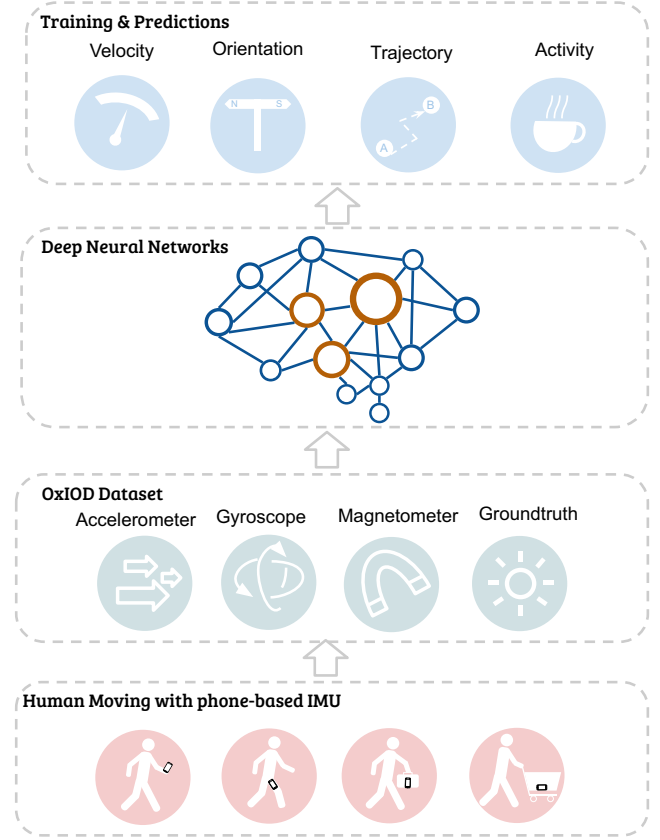 Training & Predictions
Velocity
Orientation
Trajectory
Activity
N
S
A
B
Deep Neural Networks
OxIOD Dataset
Accelerometer
Gyroscope
Magnetometer
Groundtruth
Human Moving with phone-based IMU